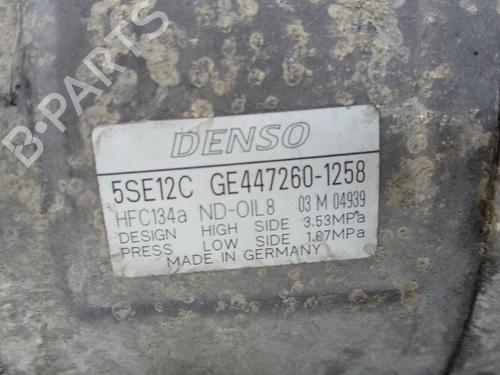 B-PARTS
DENSO
5SE12C GE447260-1258
HFC134a ND-OIL8 03 M 04939
DESIGN HIGH SIDE 3.53MPa
PRESS LOW SIDE 1.67MPa
MADE IN GERMANY